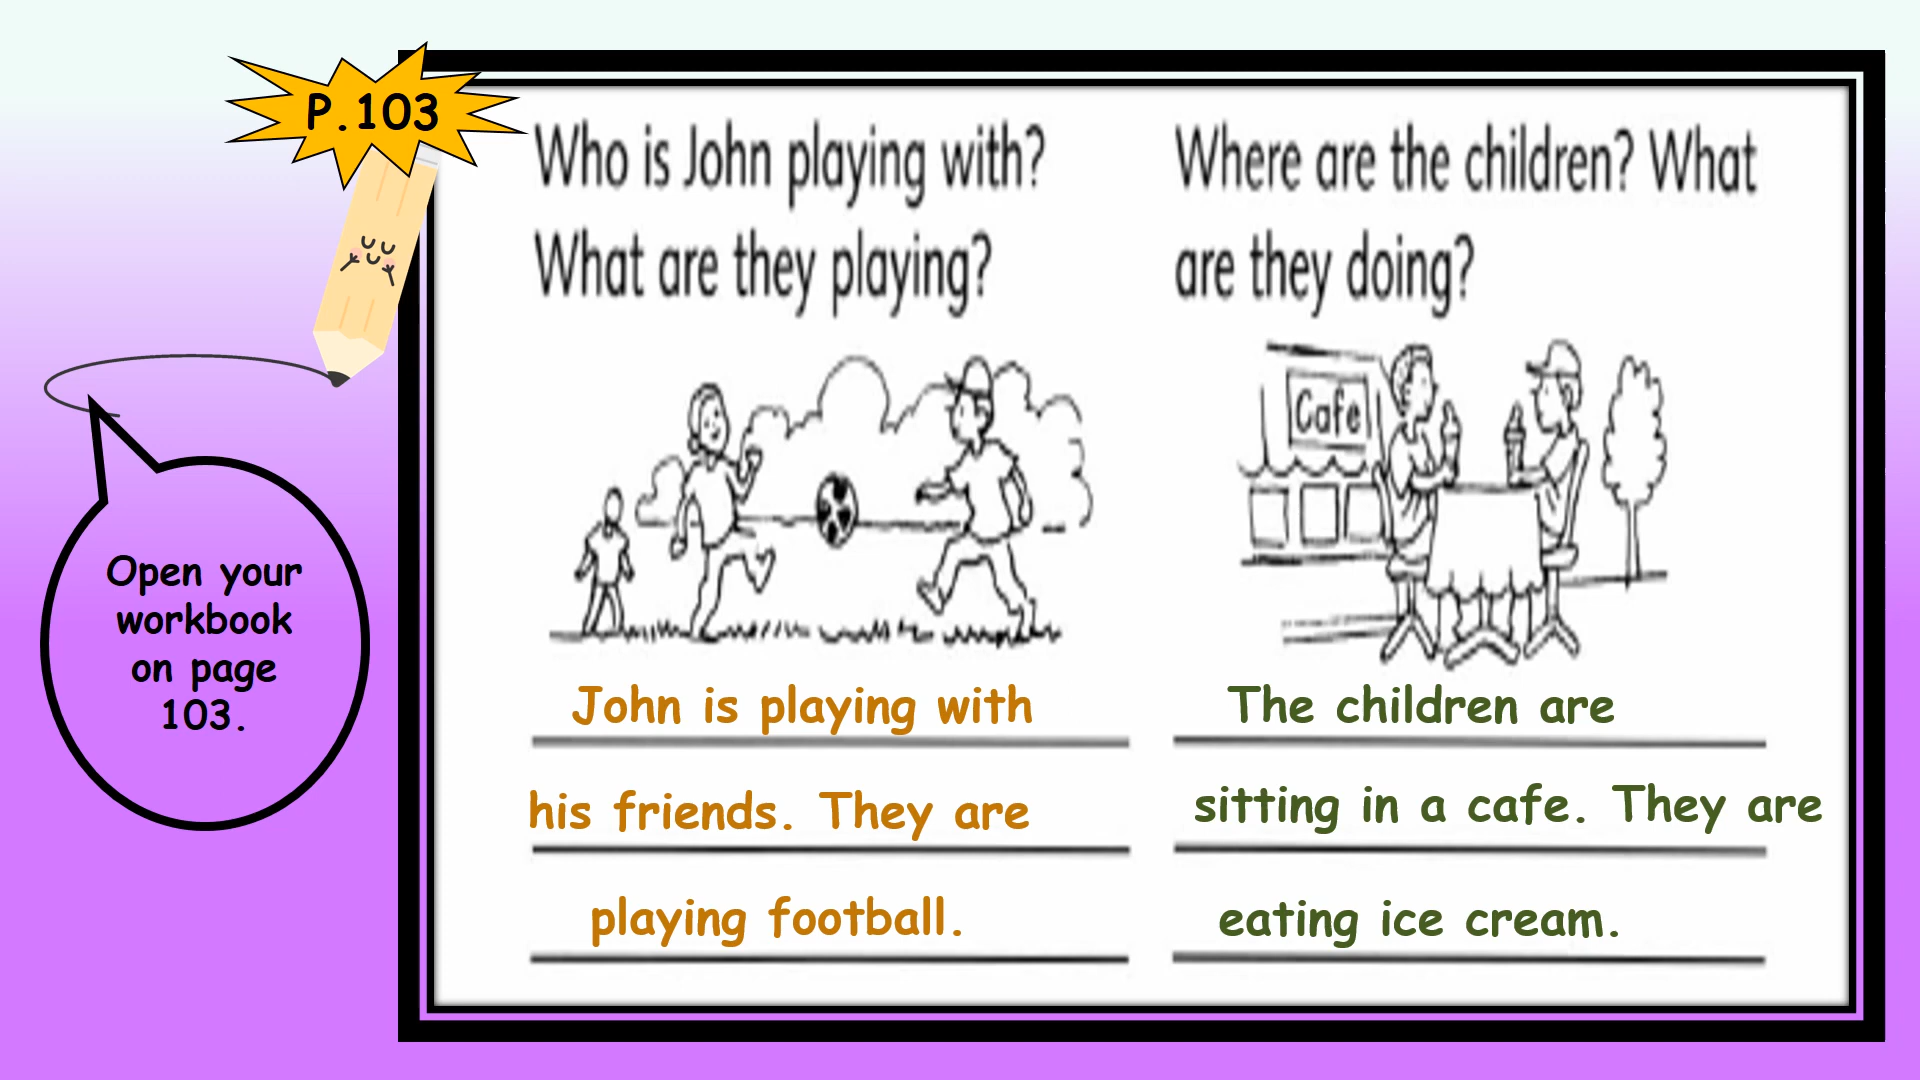 P.103
Open your
workbook
on page
103.
Who is John playing with?
What are they playing?
John is playing with
his friends. They are
playing football.
Where are the children? What
are they doing?
Cafe
The children are
sitting in a cafe. They are
eating ice cream.